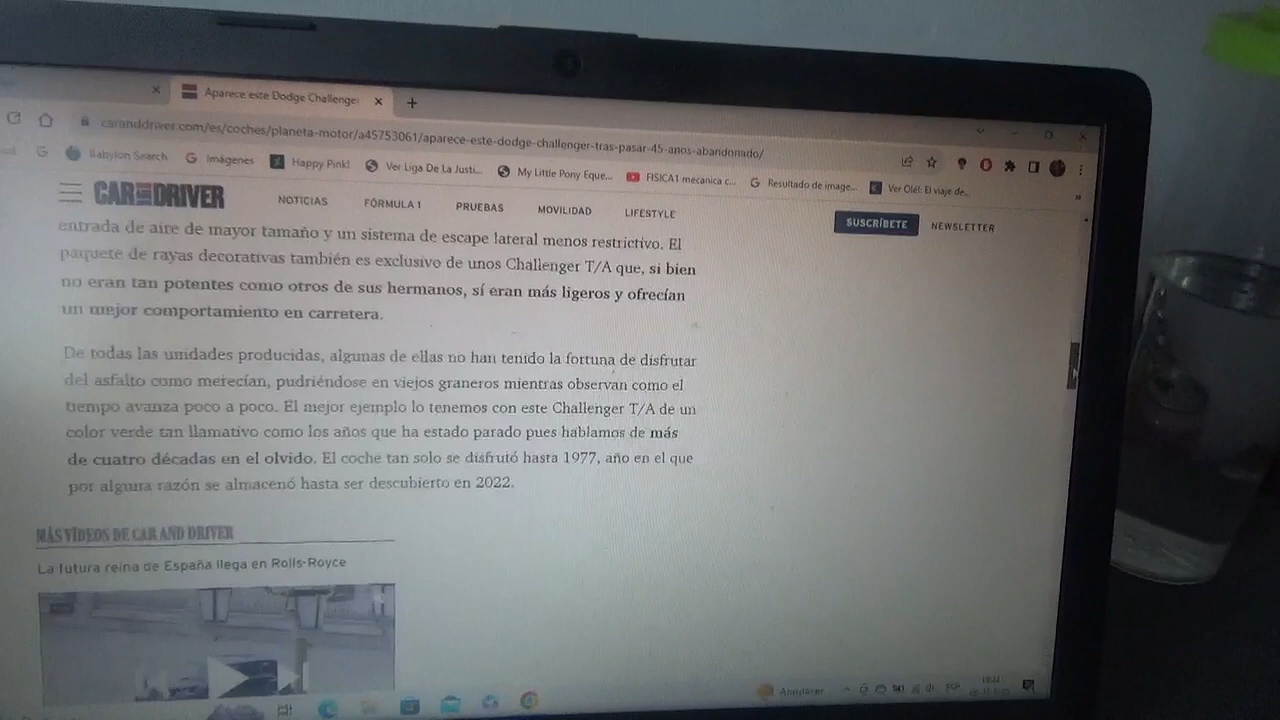 Aparece este Dodge Challenger
caranddriver.com/es/coches/planeta-motor/a45753061/aparece-este-dodge-challenger-tras-pasar-45-anos-abandonado/
Babylon Search
Imágenes
Happy Pink!
Ver Liga De La Justi...
My Little Pony Eque...
FISICA1 mecanica c...
Resultado de image...
Ver Olé!: El viaje de...
CAR AND DRIVER
NOTICIAS
FÓRMULA 1
PRUEBAS
MOVILIDAD
LIFESTYLE
SUSCRÍBETE
NEWSLETTER
entrada de aire de mayor tamaño y un sistema de escape lateral menos restrictivo. El
paquete de rayas decorativas también es exclusivo de unos Challenger T/A que, si bien
no eran tan potentes como otros de sus hermanos, sí eran más ligeros y ofrecían
un mejor comportamiento en carretera.
De todas las unidades producidas, algunas de ellas no han tenido la fortuna de disfrutar
del asfalto como merecían, pudriéndose en viejos graneros mientras observan como el
tiempo avanza poco a poco. El mejor ejemplo lo tenemos con este Challenger T/A de un
color verde tan llamativo como los años que ha estado parado pues hablamos de más
de cuatro décadas en el olvido. El coche tan solo se disfrutó hasta 1977, año en el que
por alguna razón se almacenó hasta ser descubierto en 2022.
MÁS VÍDEOS DE CAR AND DRIVER
La futura reina de España llega en Rolls-Royce
Anochecer
ESP